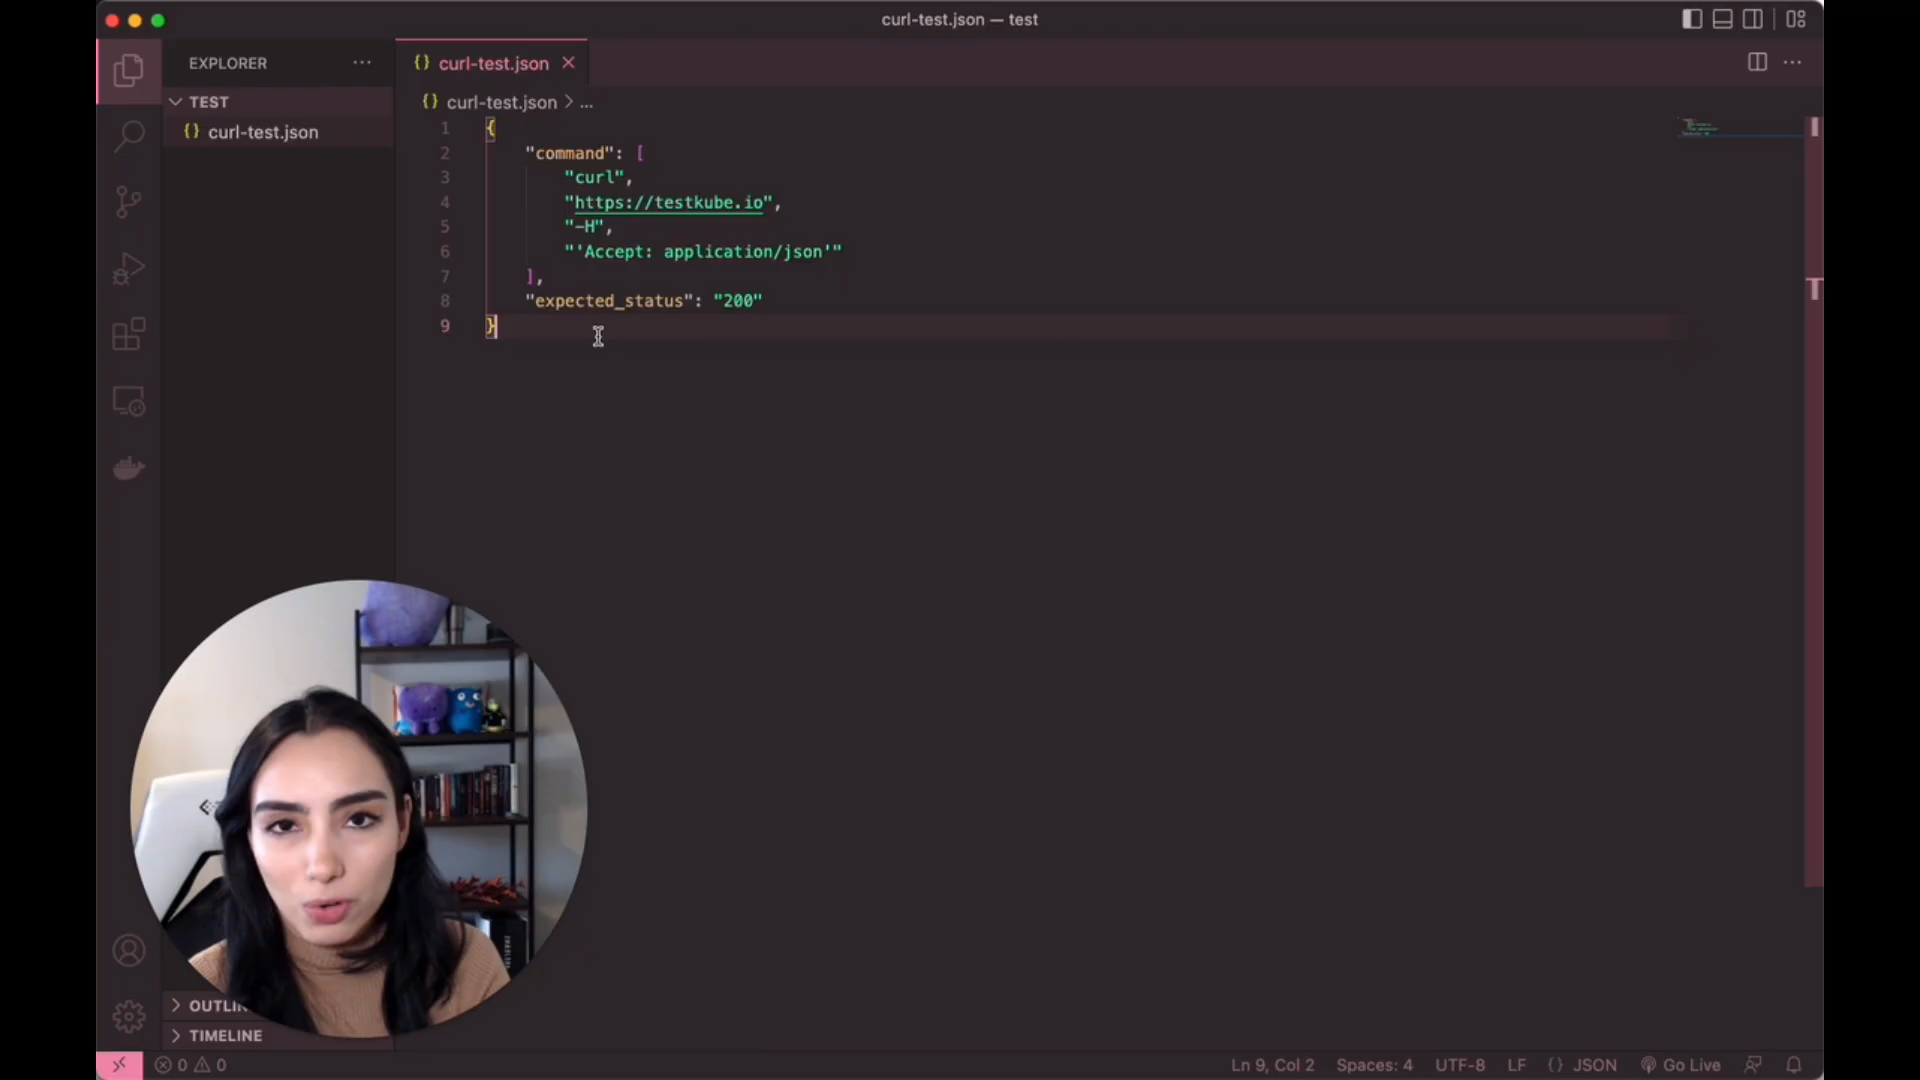 curl-test.json — test
EXPLORER
TEST
{} curl-test.json
{} curl-test.json
{} curl-test.json > ...
1 {
2 "command": [
3 "curl",
4 "https://testkube.io",
5 "-H",
6 "'Accept: application/json'"
7 ],
8 "expected_status": "200"
9 }
OUTLIN
TIMELINE
0 0
Ln 9, Col 2 Spaces: 4 UTF-8 LF {} JSON Go Live